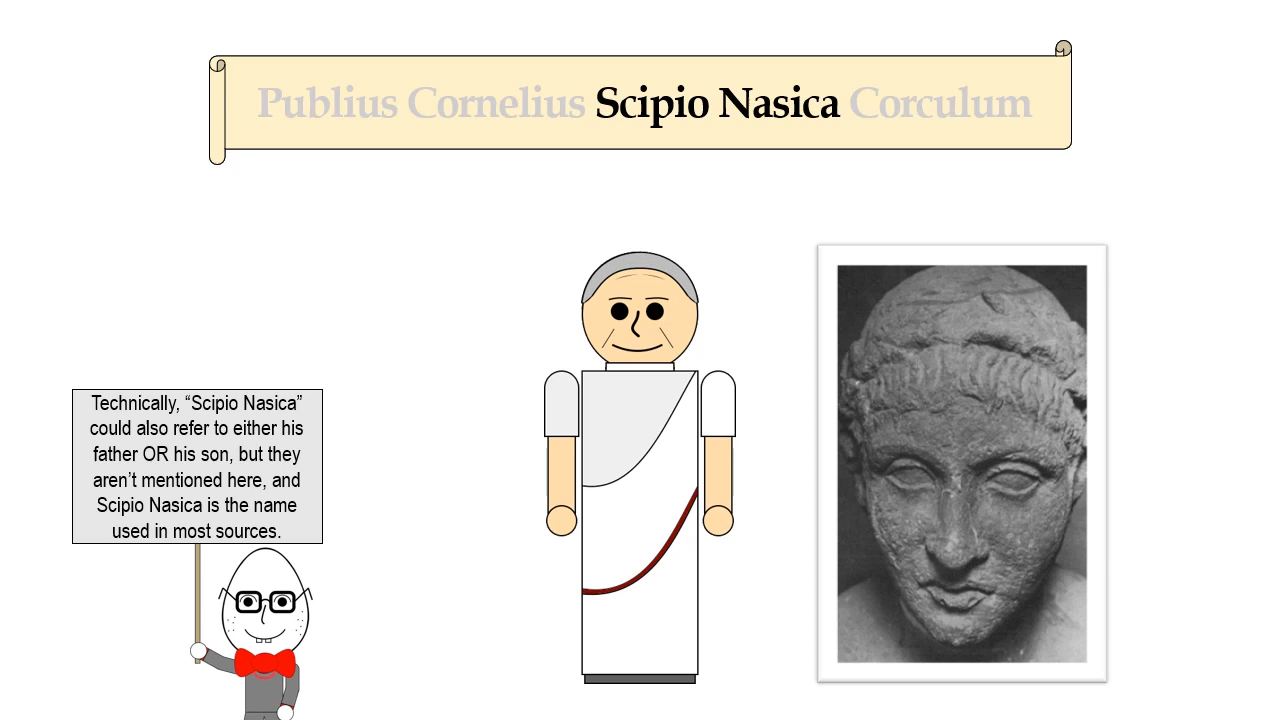 Publius Cornelius Scipio Nasica Corculum
Technically, “Scipio Nasica”
could also refer to either his
father OR his son, but they
aren’t mentioned here, and
Scipio Nasica is the name
used in most sources.